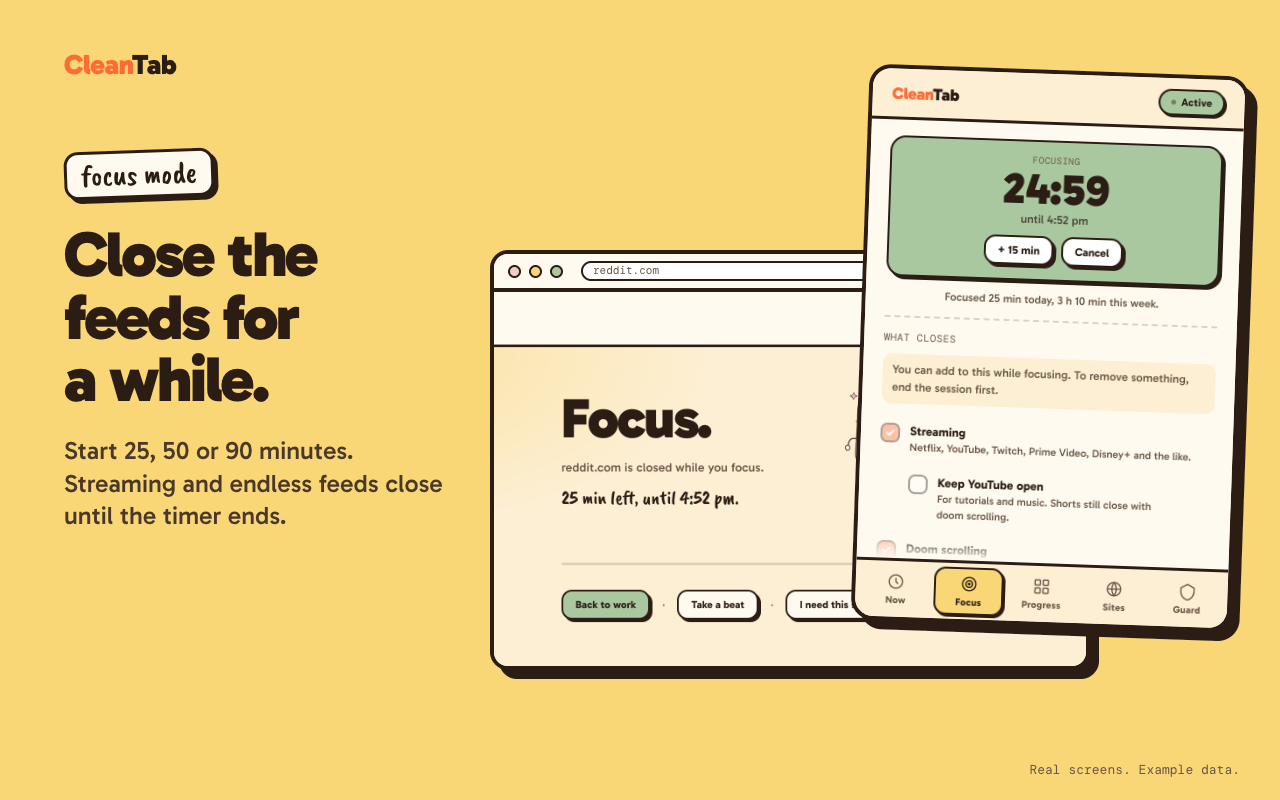 CleanTab
focus mode
Close the
feeds for
a while.
Start 25, 50 or 90 minutes.
Streaming and endless feeds close
until the timer ends.
reddit.com
Focus.
reddit.com is closed while you focus.
25 min left, until 4:52 pm.
Back to work · Take a beat · I need this
CleanTab
Active
FOCUSING
24:59
until 4:52 pm
+ 15 min Cancel
Focused 25 min today, 3 h 10 min this week.
WHAT CLOSES
You can add to this while focusing. To remove something,
end the session first.
Streaming
Netflix, YouTube, Twitch, Prime Video, Disney+ and the like.
Keep YouTube open
For tutorials and music. Shorts still close with
doom scrolling.
Doom scrolling
Now Focus Progress Sites Guard
Real screens. Example data.